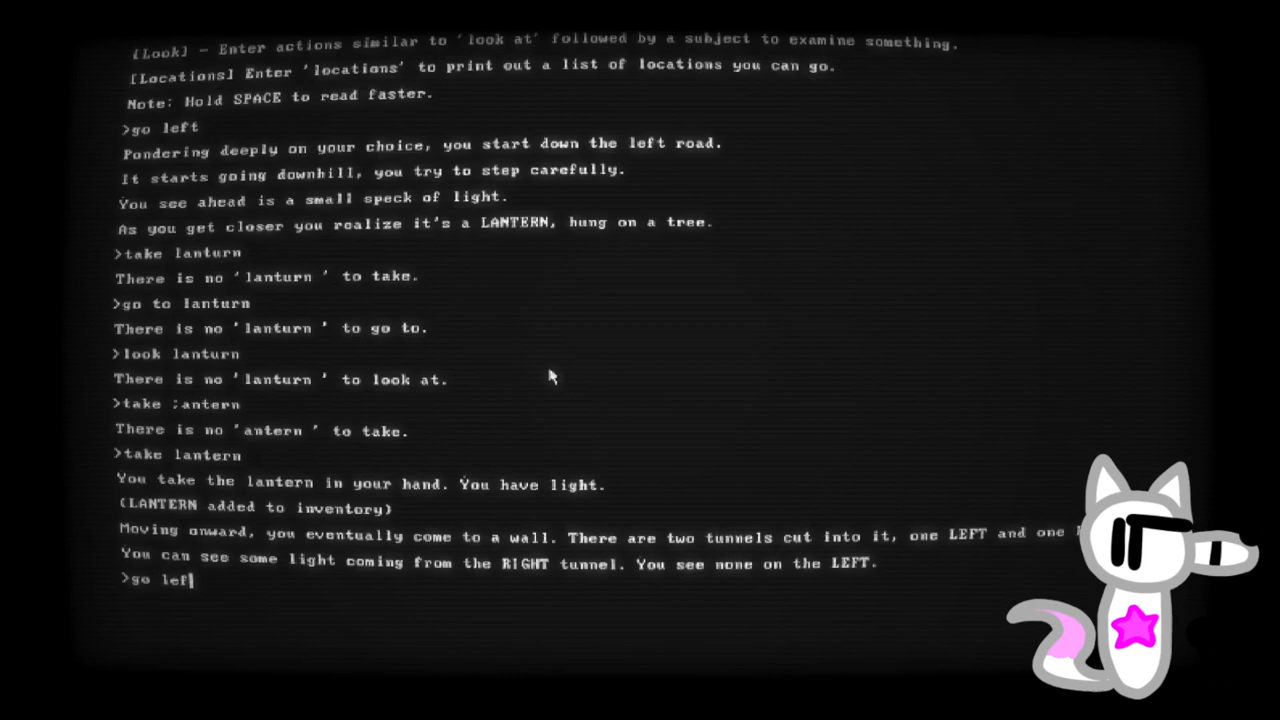 [Look] - Enter actions similar to 'look at' followed by a subject to examine something.
[Locations] Enter 'locations' to print out a list of locations you can go.
Note: Hold SPACE to read faster.
>go left
Pondering deeply on your choice, you start down the left road.
It starts going downhill, you try to step carefully.
You see ahead is a small speck of light.
As you get closer you realize it's a LANTERN, hung on a tree.
>take lanturn
There is no 'lanturn ' to take.
>go to lanturn
There is no 'lanturn ' to go to.
>look lanturn
There is no 'lanturn ' to look at.
>take ;antern
There is no 'antern ' to take.
>take lantern
You take the lantern in your hand. You have light.
(LANTERN added to inventory)
Moving onward, you eventually come to a wall. There are two tunnels cut into it, one LEFT and one
You can see some light coming from the RIGHT tunnel. You see none on the LEFT.
>go lef